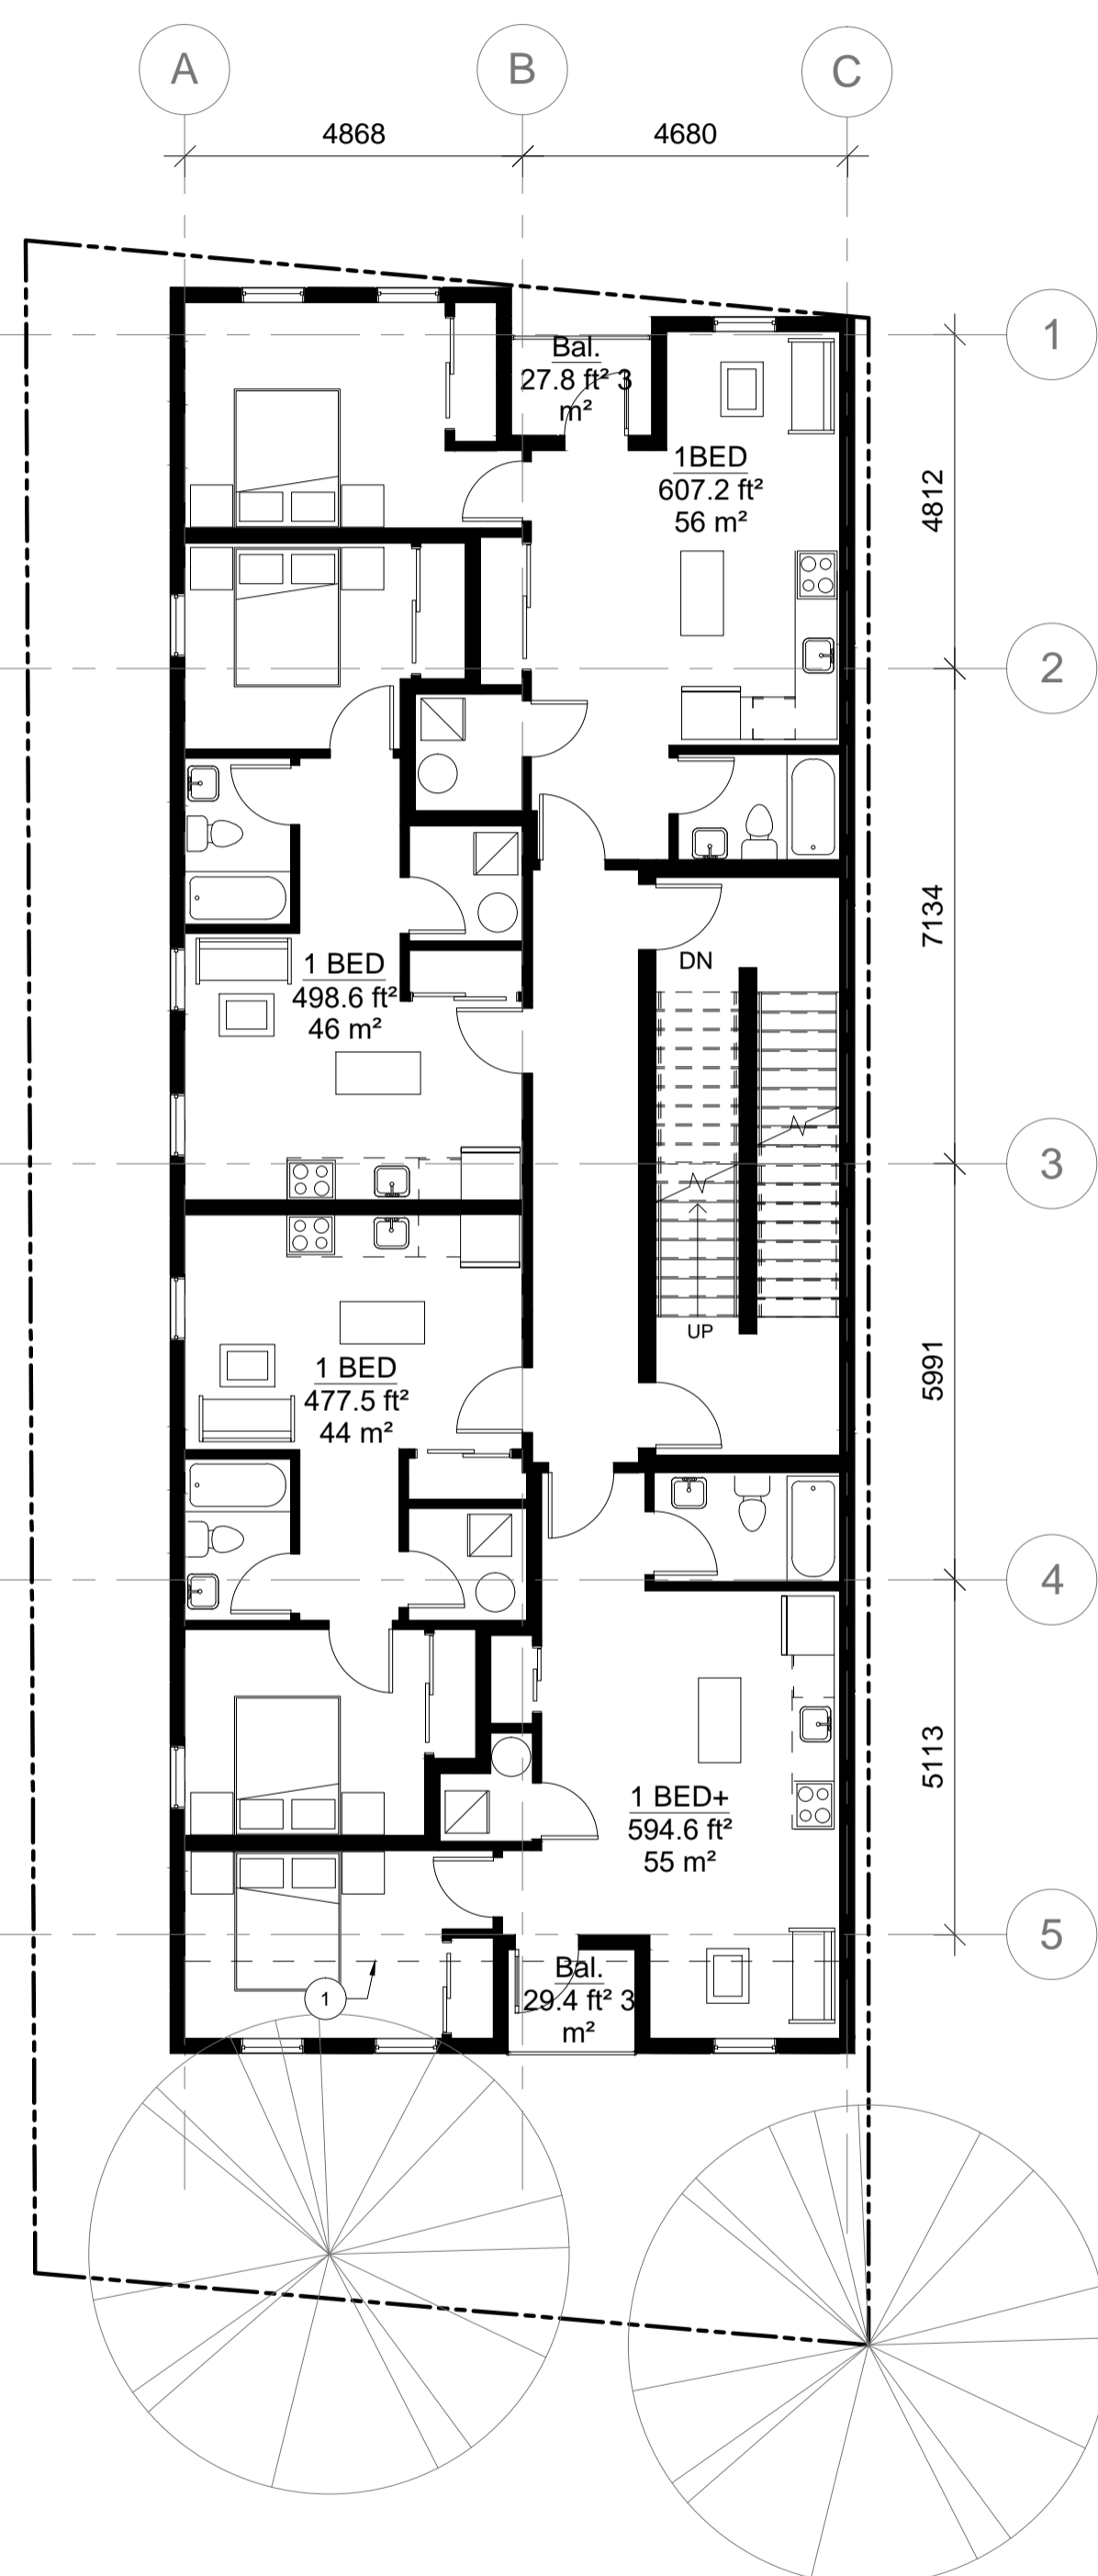 A
B
C
4868
4680
1
Bal.
27.8 ft² 3
m²
1BED
607.2 ft²
56 m²
4812
2
7134
1 BED
498.6 ft²
46 m²
DN
3
UP
1 BED
477.5 ft²
44 m²
5991
4
5113
1 BED+
594.6 ft²
55 m²
5
Bal.
29.4 ft² 3
m²
1